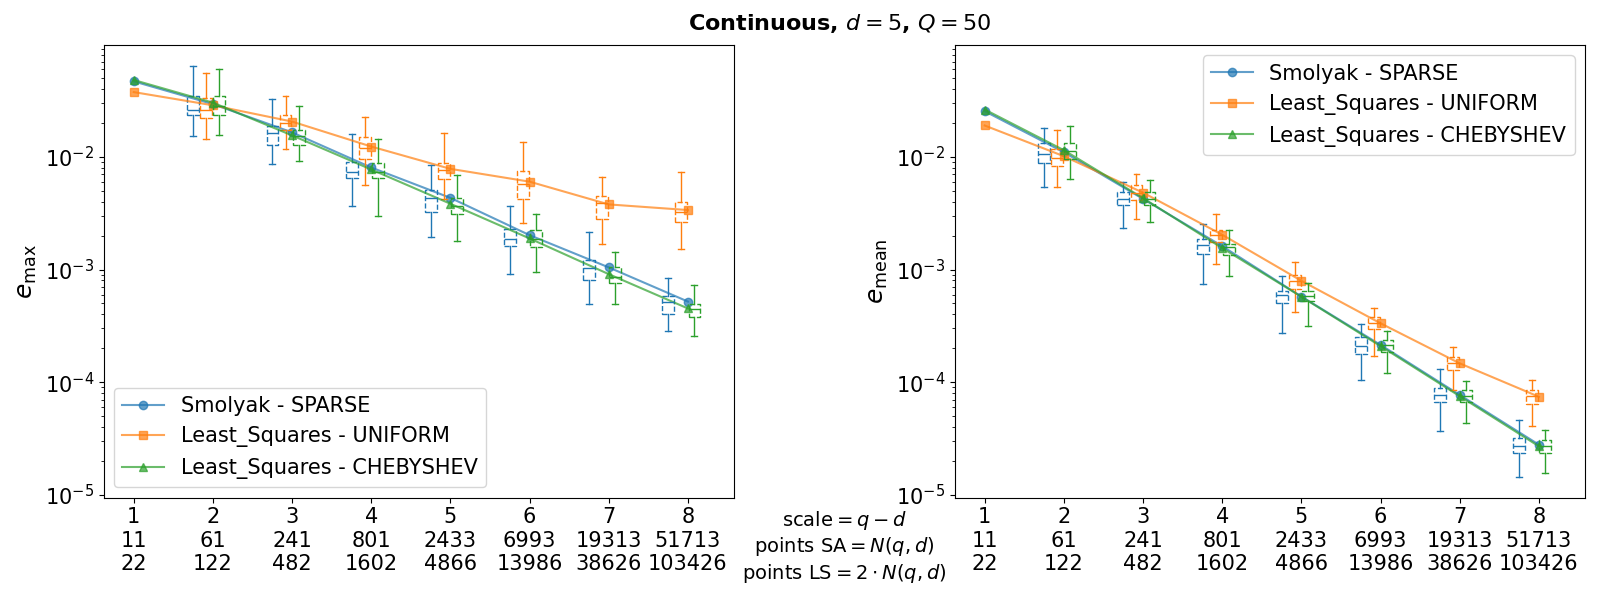 Continuous, d = 5, Q = 50
e_max
10^{-2}
10^{-3}
10^{-4}
10^{-5}
Smolyak - SPARSE
Least_Squares - UNIFORM
Least_Squares - CHEBYSHEV
1 2 3 4 5 6 7 8
11 61 241 801 2433 6993 19313 51713
22 122 482 1602 4866 13986 38626 103426
scale = q − d
points SA = N(q, d)
points LS = 2 · N(q, d)
e_mean
10^{-2}
10^{-3}
10^{-4}
10^{-5}
Smolyak - SPARSE
Least_Squares - UNIFORM
Least_Squares - CHEBYSHEV
1 2 3 4 5 6 7 8
11 61 241 801 2433 6993 19313 51713
22 122 482 1602 4866 13986 38626 103426